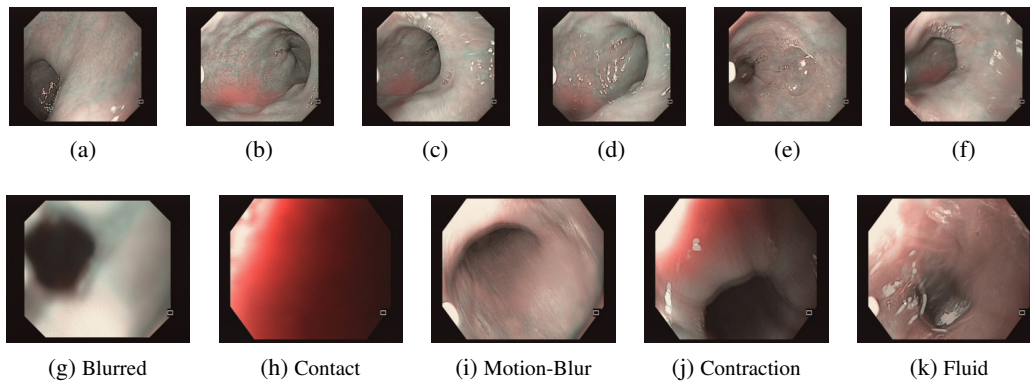 (a) (b) (c) (d) (e) (f)
(g) Blurred (h) Contact (i) Motion-Blur (j) Contraction (k) Fluid